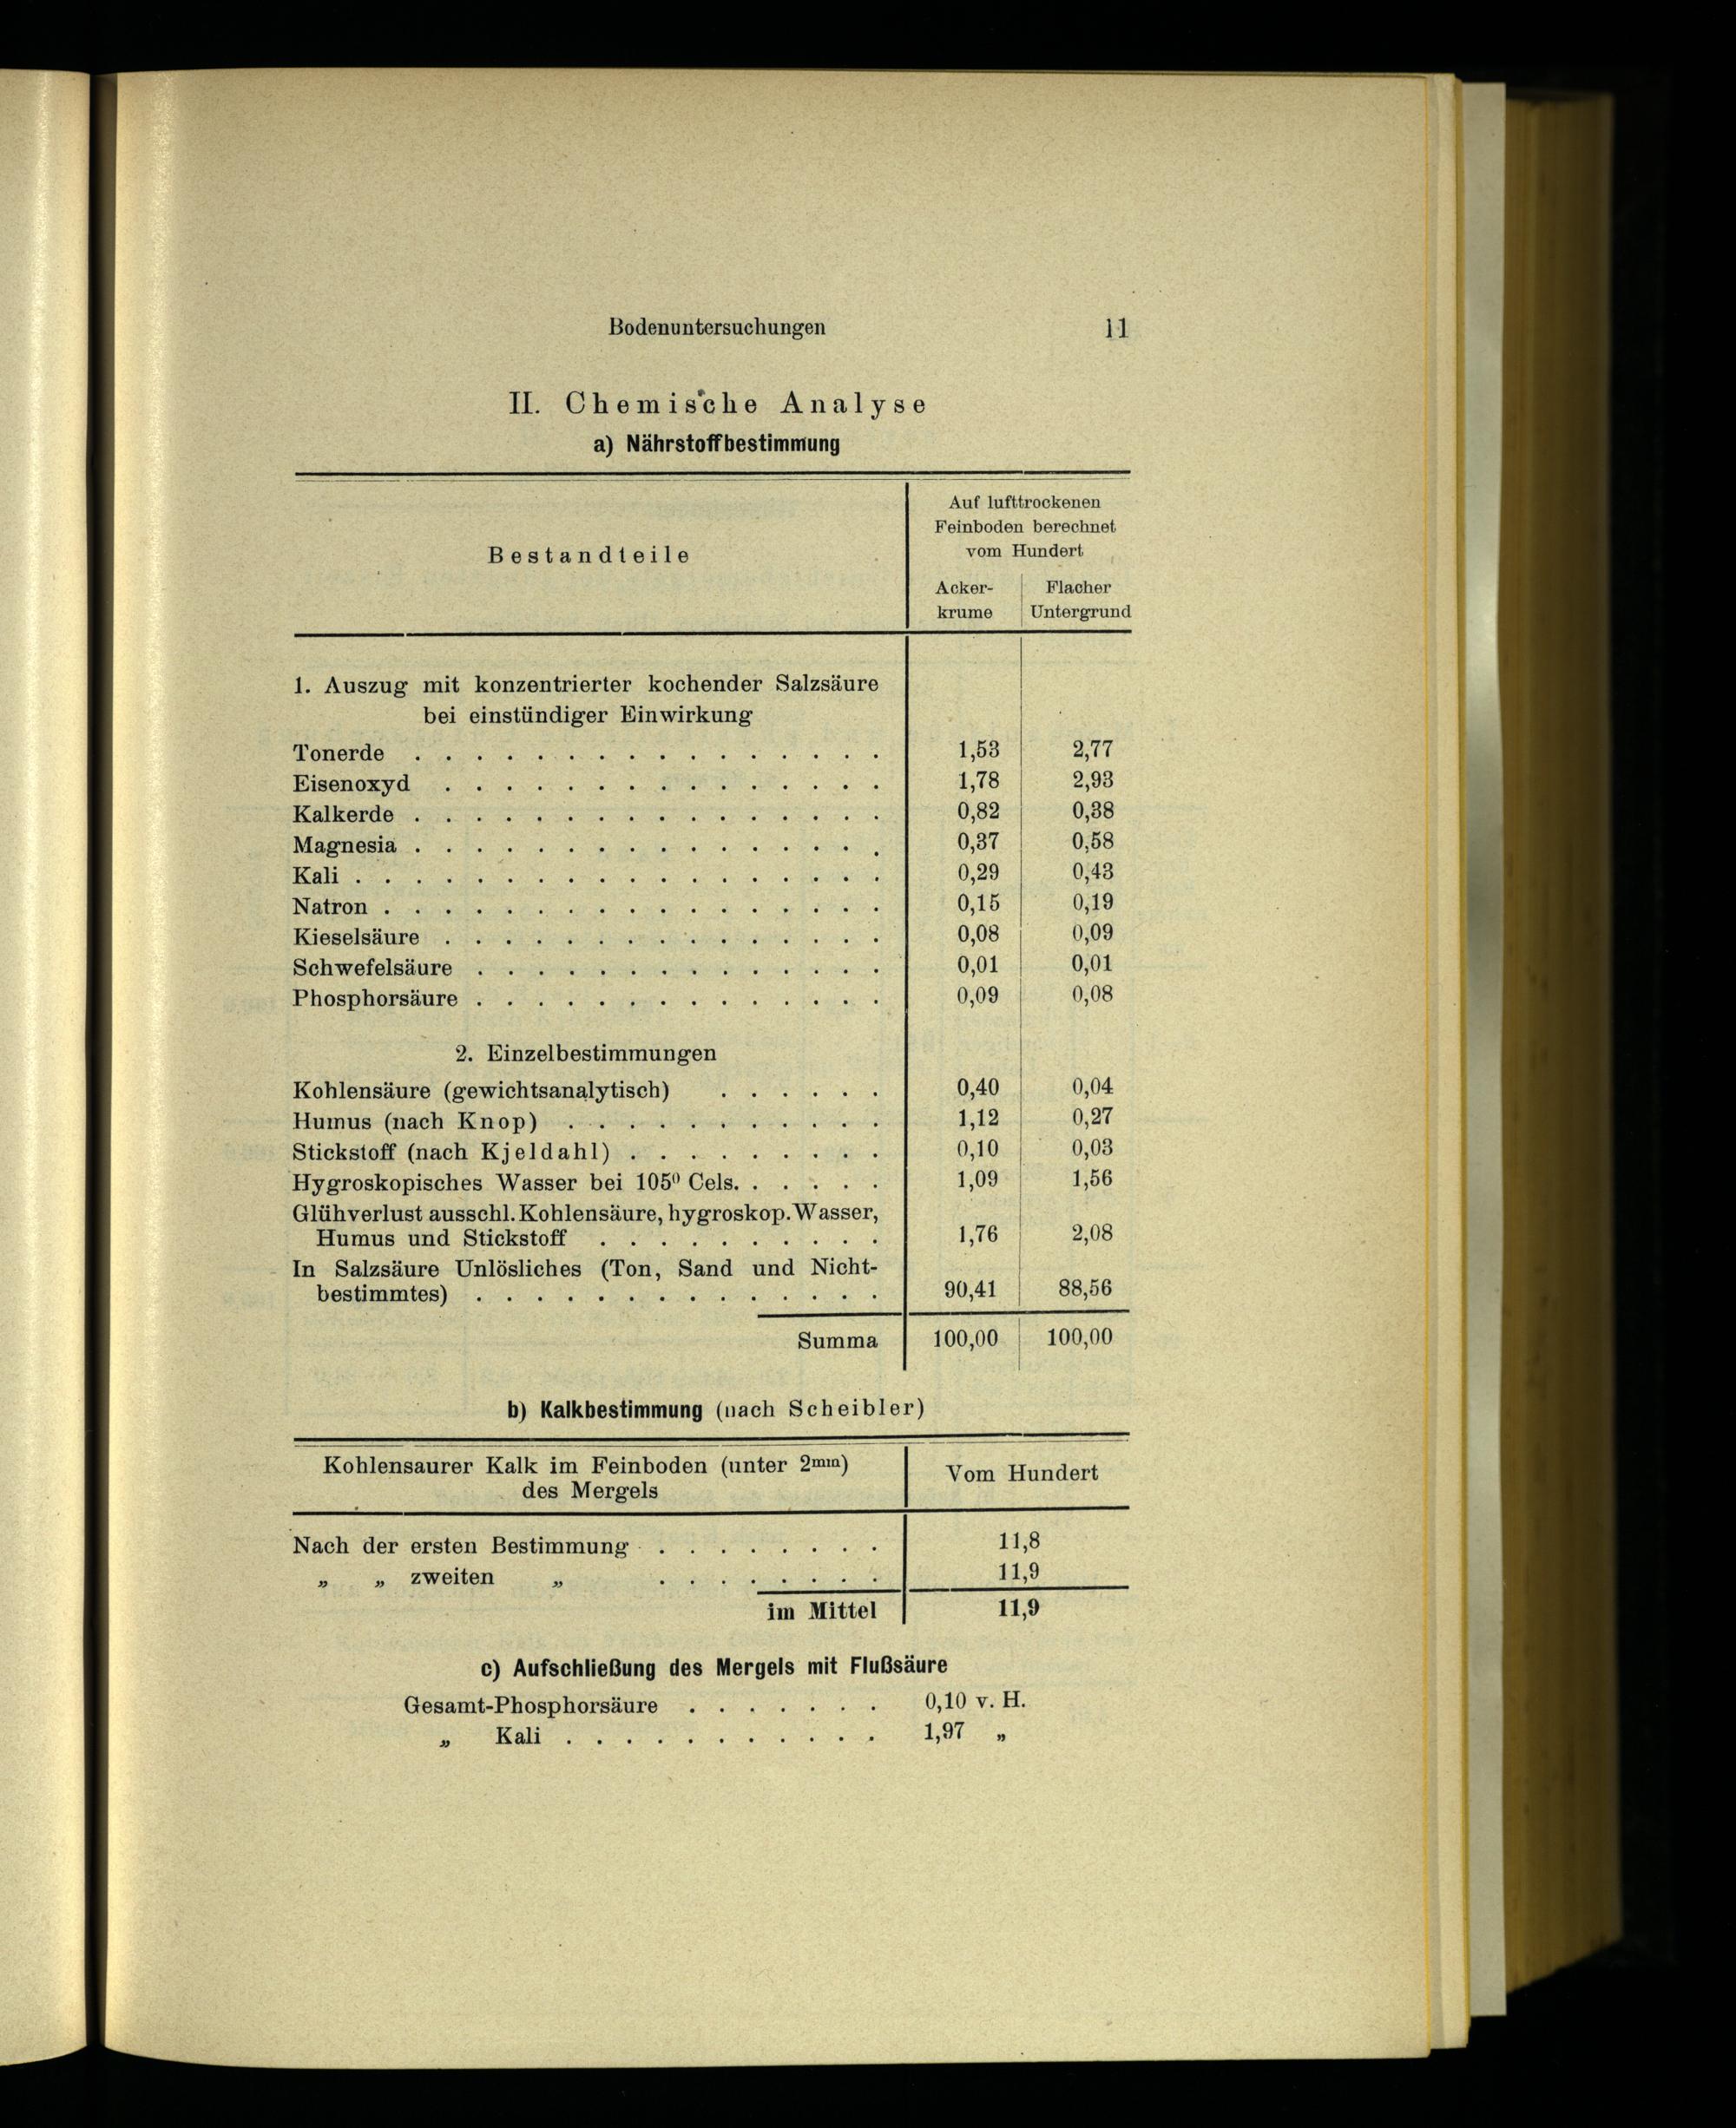 Bodenuntersuchungen 11
II. Chemische Analyse
a) Nährstoffbestimmung
Bestandteile
Auf lufttrockenen
Feinboden berechnet
vom Hundert
Acker- Flacher
krume Untergrund
1. Auszug mit konzentrierter kochender Salzsäure
bei einstündiger Einwirkung
Tonerde . . . . . . . . . . . . . . . . 1,53 2,77
Eisenoxyd . . . . . . . . . . . . . . . 1,78 2,93
Kalkerde . . . . . . . . . . . . . . . . 0,82 0,38
Magnesia . . . . . . . . . . . . . . . . 0,37 0,58
Kali . . . . . . . . . . . . . . . . . . 0,29 0,43
Natron . . . . . . . . . . . . . . . . . 0,15 0,19
Kieselsäure . . . . . . . . . . . . . . . 0,08 0,09
Schwefelsäure . . . . . . . . . . . . . . 0,01 0,01
Phosphorsäure . . . . . . . . . . . . . . 0,09 0,08
2. Einzelbestimmungen
Kohlensäure (gewichtsanalytisch) . . . . . . 0,40 0,04
Humus (nach Knop) . . . . . . . . . . . 1,12 0,27
Stickstoff (nach Kjeldahl) . . . . . . . . . 0,10 0,03
Hygroskopisches Wasser bei 105⁰ Cels. . . . . . 1,09 1,56
Glühverlust ausschl. Kohlensäure, hygroskop. Wasser,
Humus und Stickstoff . . . . . . . . . . 1,76 2,08
In Salzsäure Unlösliches (Ton, Sand und Nicht-
bestimmtes) . . . . . . . . . . . . . . 90,41 88,56
Summa 100,00 100,00
b) Kalkbestimmung (nach Scheibler)
Kohlensaurer Kalk im Feinboden (unter 2mm)
des Mergels
Vom Hundert
Nach der ersten Bestimmung . . . . . . . . 11,8
„ „ zweiten „ . . . . . . . . 11,9
im Mittel 11,9
c) Aufschließung des Mergels mit Flußsäure
Gesamt-Phosphorsäure . . . . . . . 0,10 v. H.
„ Kali . . . . . . . . . . . 1,97 „